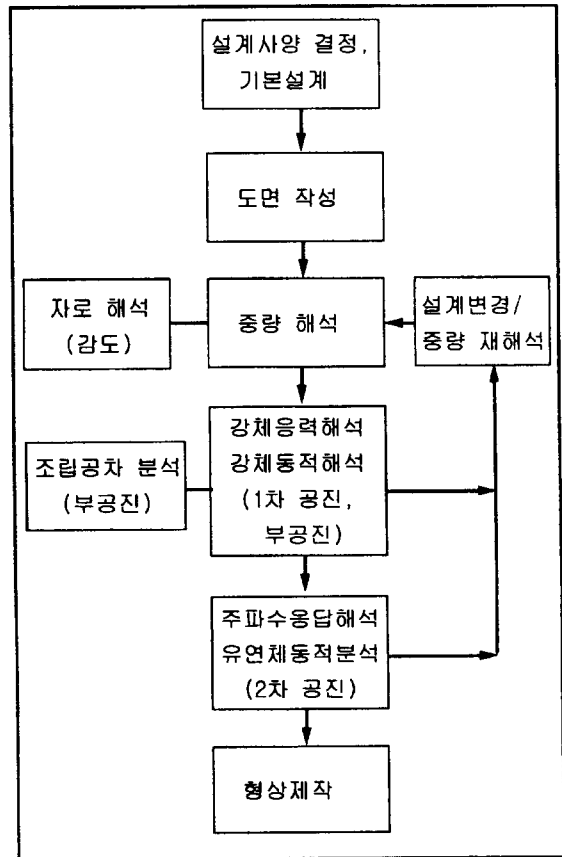 설계사양 결정,
기본설계
도면 작성
자로 해석
(감도)
중량 해석
설계변경/
중량 재해석
강체응력해석
강체동적해석
(1차 공진,
부공진)
조립공차 분석
(부공진)
주파수응답해석
유연체동적분석
(2차 공진)
형상제작